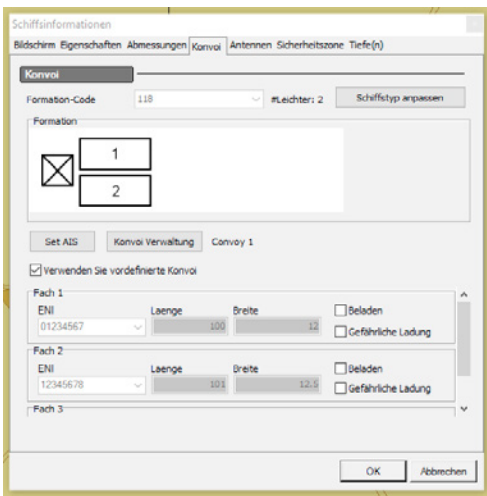 Schiffsinformationen
Bildschirm Eigenschaften Abmessungen Konvoi Antennen Sicherheitszone Tiefe(n)
Konvoi
Formation-Code 118 #Leichter: 2 Schiffstyp anpassen
Formation
1
2
Set AIS Konvoi Verwaltung Convoy 1
Verwenden Sie vordefinierte Konvoi
Fach 1
ENI Laenge Breite Beladen
01234567 100 12 Gefährliche Ladung
Fach 2
ENI Laenge Breite Beladen
12345678 101 12.5 Gefährliche Ladung
Fach 3
OK Abbrechen